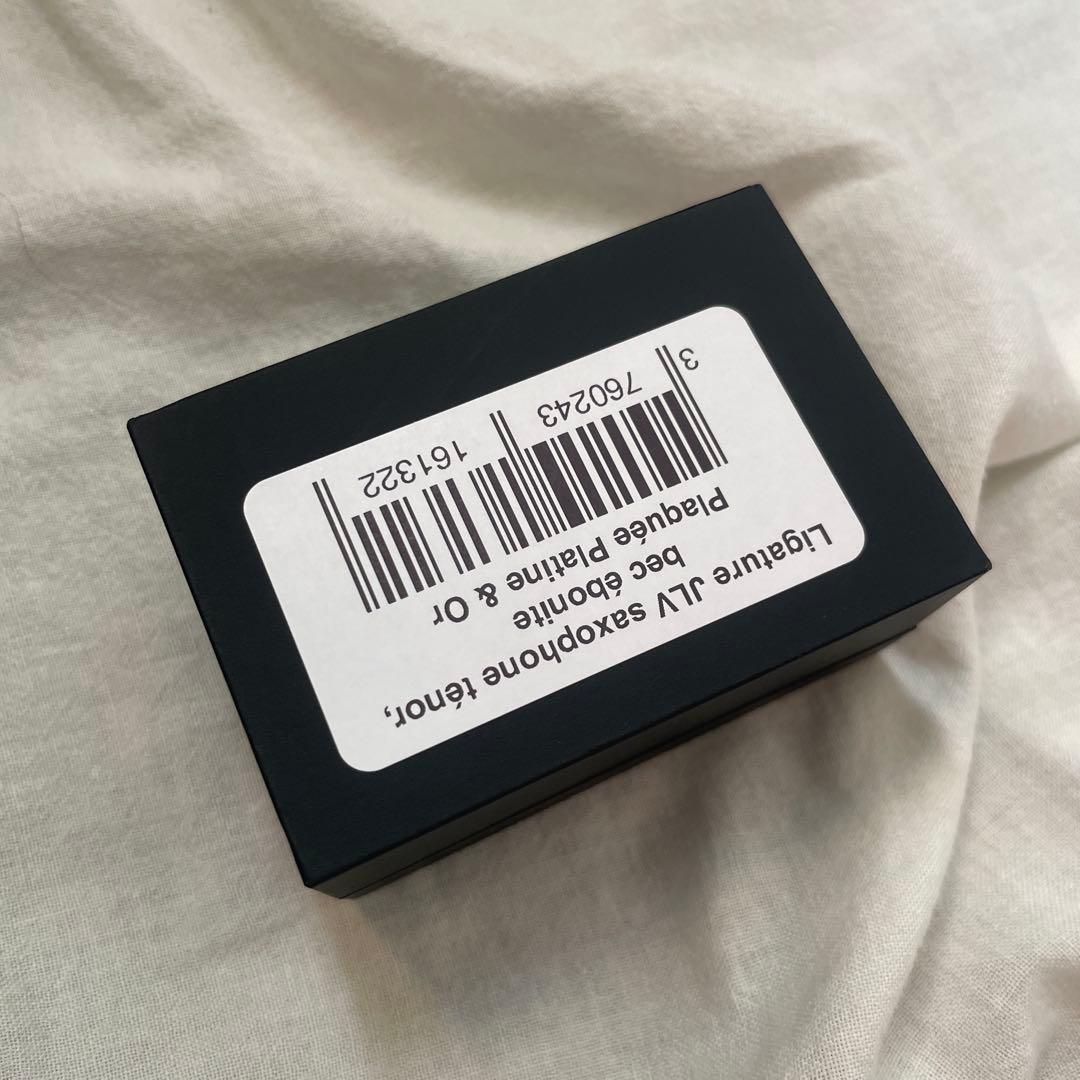 Ligature JLV saxophone ténor,
bec ébonite
Plaquée Platine & Or
3 760243 161322